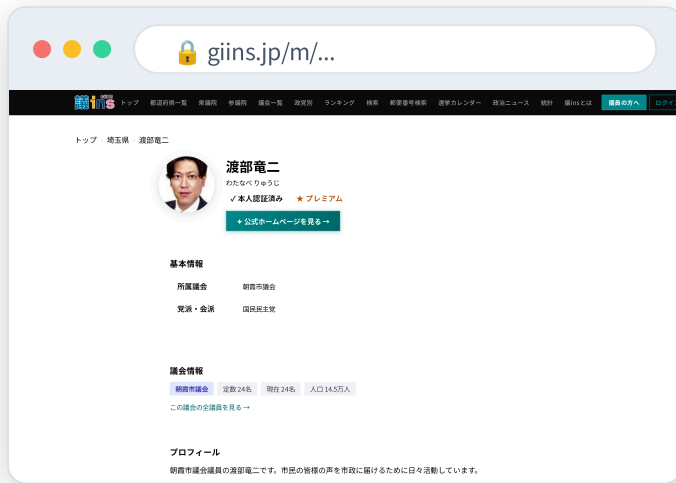 giins.jp/m/...
議ins トップ 都道府県一覧 衆議院 参議院 議会一覧 政党別 ランキング 検索 郵便番号検索 選挙カレンダー 政治ニュース 統計 議insとは 議員の方へ ログイン
トップ 埼玉県 渡部竜二
渡部竜二
わたなべ りゅうじ
✓ 本人認証済み ★ プレミアム
✦ 公式ホームページを見る →
基本情報
所属議会 朝霞市議会
党派・会派 国民民主党
議会情報
朝霞市議会 定数 24名 現在 24名 人口 14.5万人
この議会の全議員を見る →
プロフィール
朝霞市議会議員の渡部竜二です。市民の皆様の声を市政に届けるために日々活動しています。